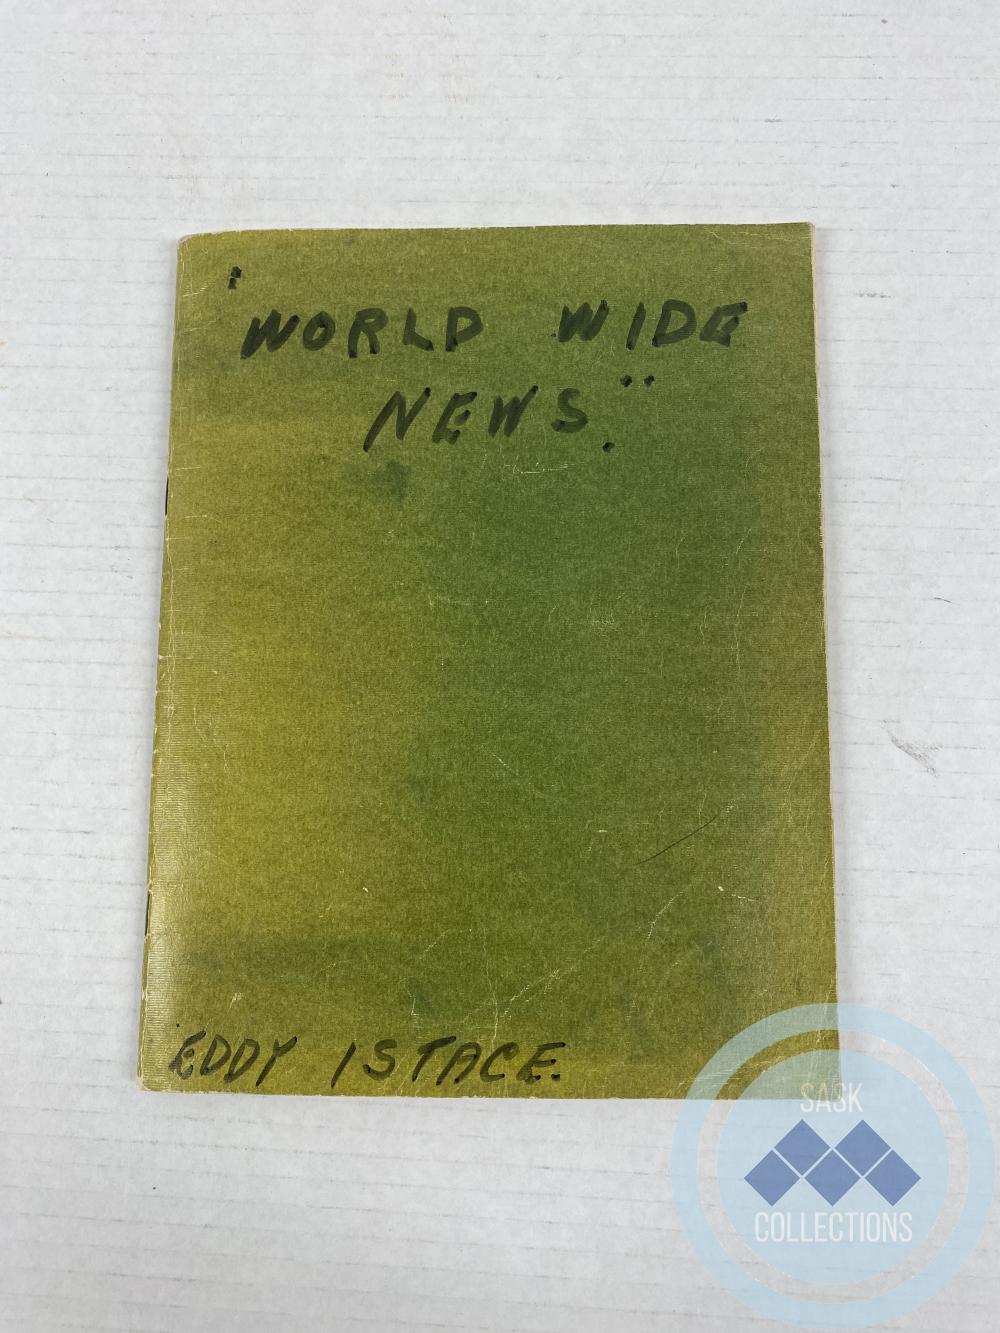 "WORLD WIDE
NEWS."
EDDY ISTACE.
SASK
COLLECTIONS